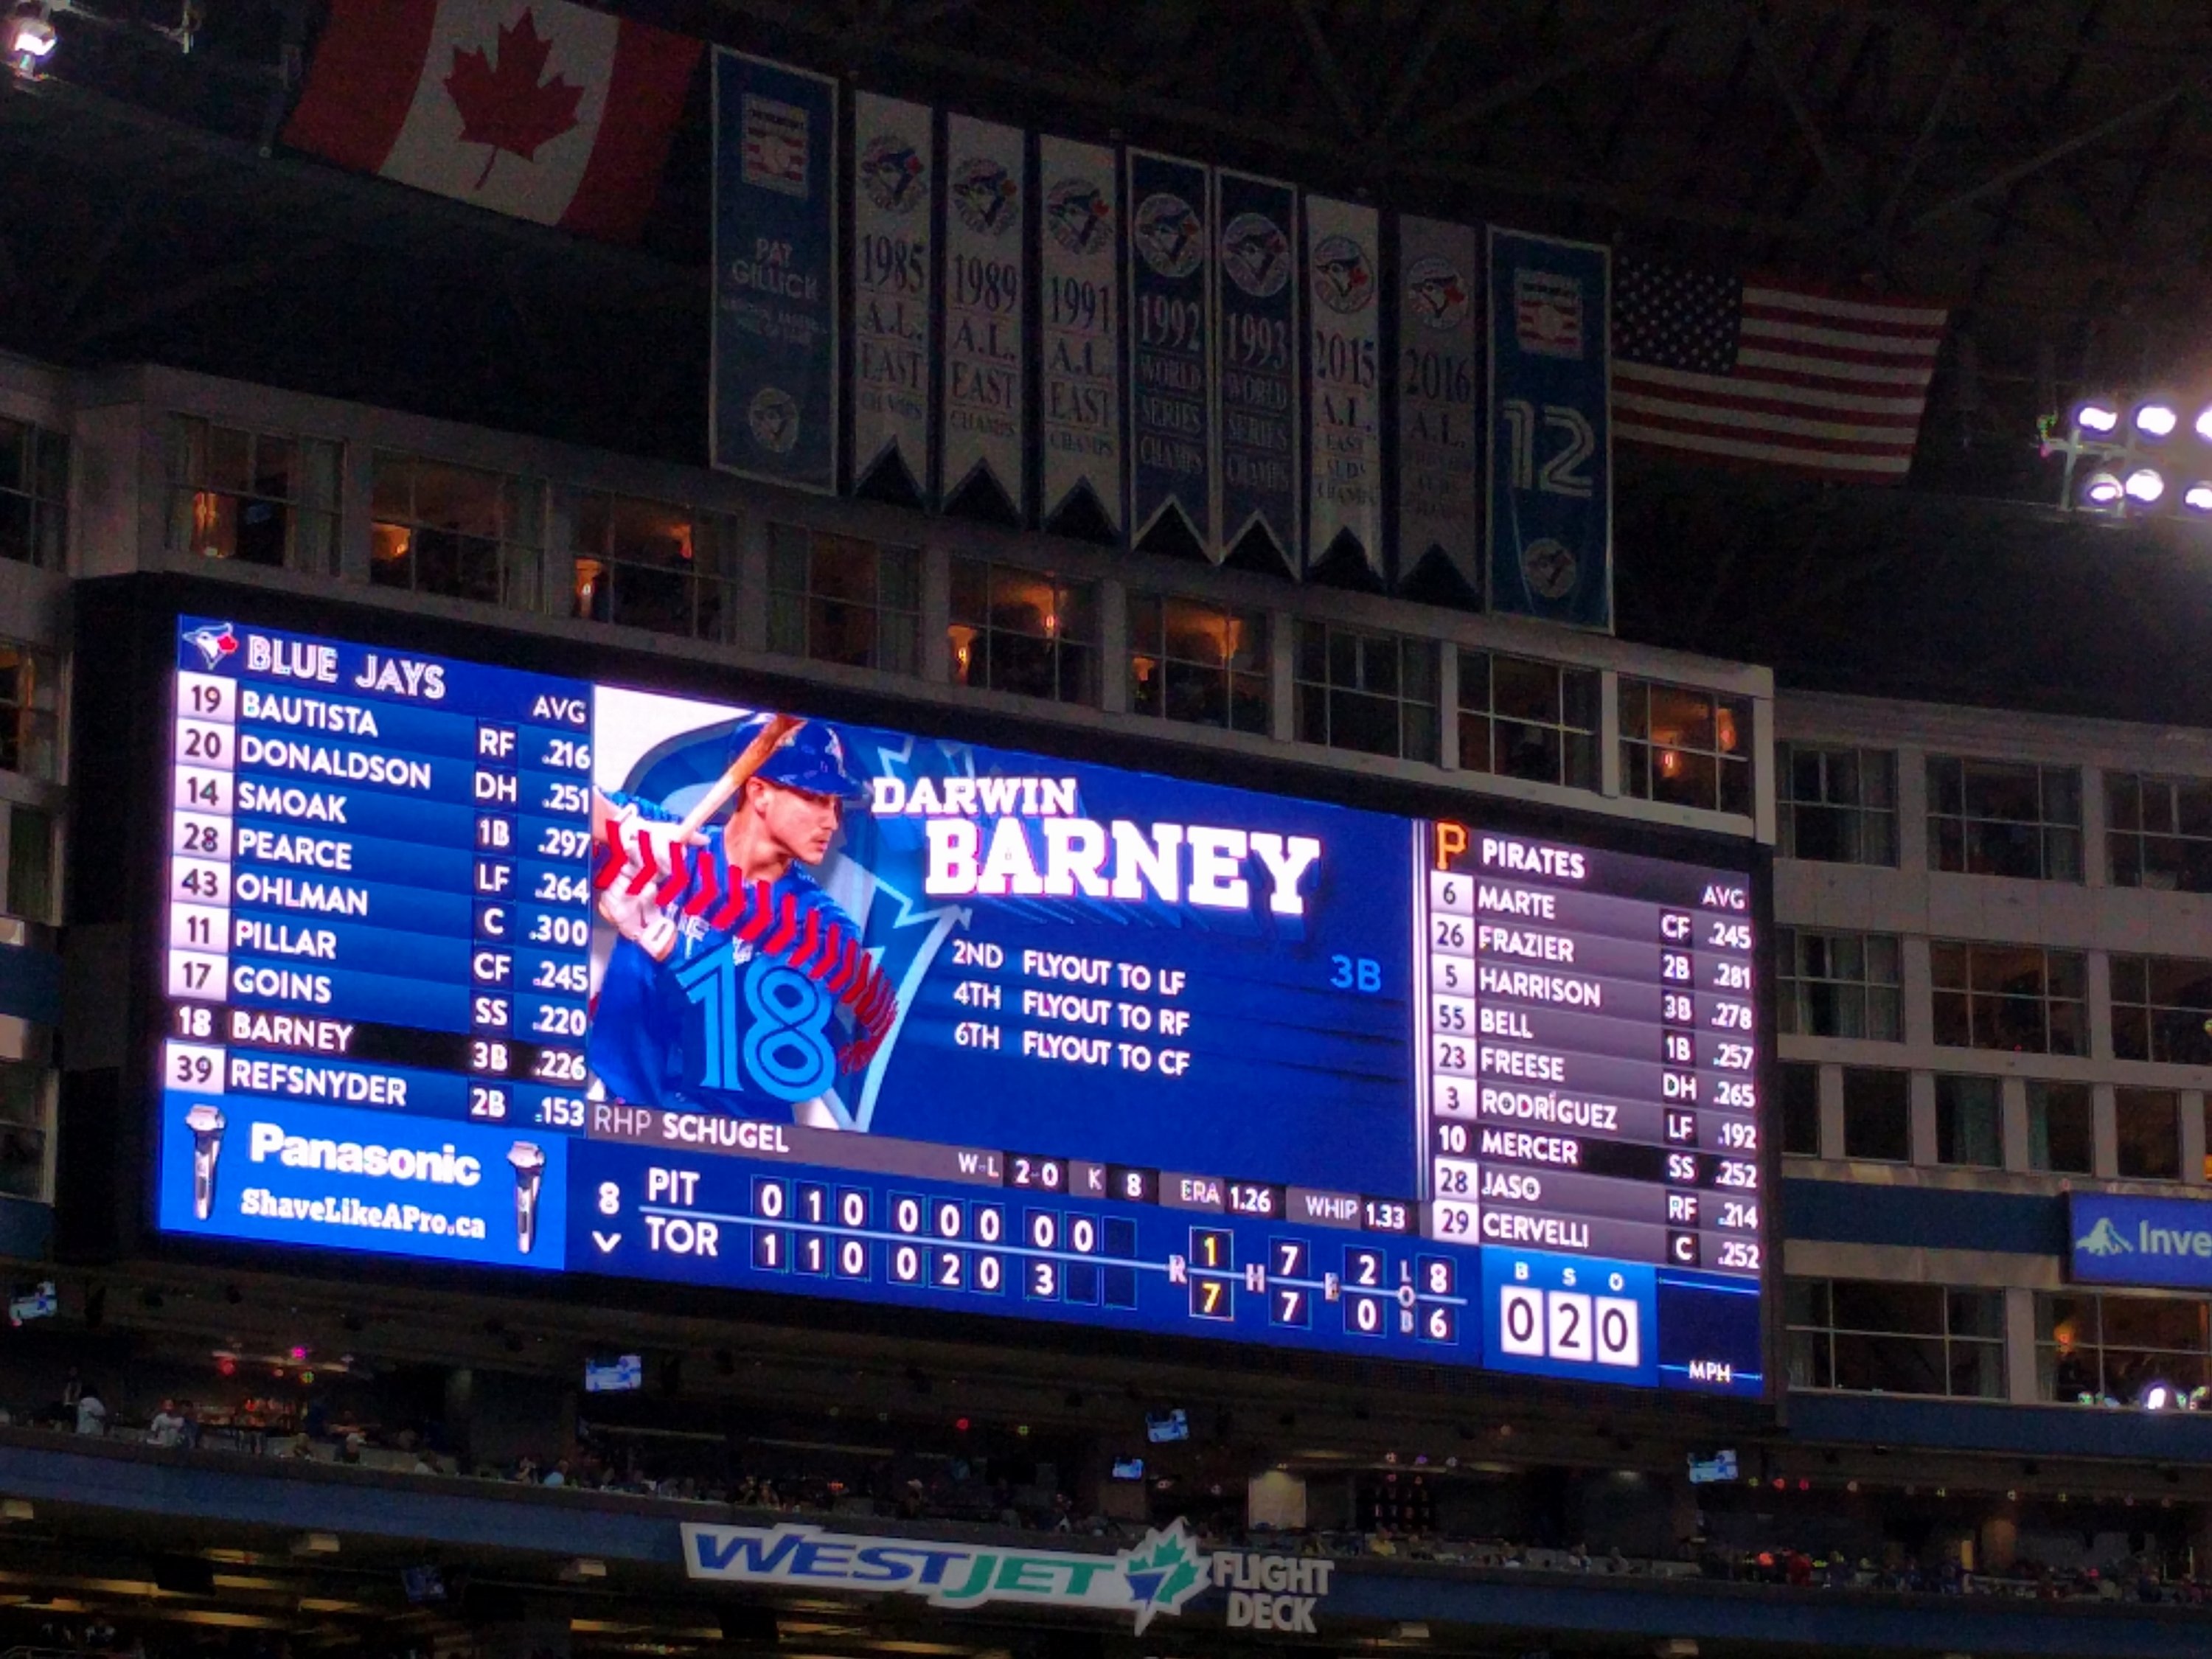 PAT
GILLICK
1985
A.L.
EAST
CHAMPS
1989
A.L.
EAST
CHAMPS
1991
A.L.
EAST
CHAMPS
1992
WORLD
SERIES
CHAMPS
1993
WORLD
SERIES
CHAMPS
2015
A.L.
EAST
CHAMPS
2016
A.L.
12
BLUE JAYS
AVG
19 BAUTISTA RF .216
20 DONALDSON DH .251
14 SMOAK 1B .297
28 PEARCE LF .264
43 OHLMAN C .300
11 PILLAR CF .245
17 GOINS SS .220
18 BARNEY 3B .226
39 REFSNYDER 2B .153
Panasonic
ShaveLikeAPro.ca
DARWIN
BARNEY
18
3B
2ND FLYOUT TO LF
4TH FLYOUT TO RF
6TH FLYOUT TO CF
RHP SCHUGEL
W-L 2-0 K 8 ERA 1.26 WHIP 1.33
P PIRATES
AVG
6 MARTE CF .245
26 FRAZIER 2B .281
5 HARRISON 3B .278
55 BELL 1B .257
23 FREESE DH .265
3 RODRÍGUEZ LF .192
10 MERCER SS .252
28 JASO RF .214
29 CERVELLI C .252
8
PIT 0 1 0 0 0 0 0 0
TOR 1 1 0 0 2 0 3
R 1 H 7 E 2 LOB 8
7 7 0 6
B S O
0 2 0
MPH
Inve
WESTJET FLIGHT
DECK